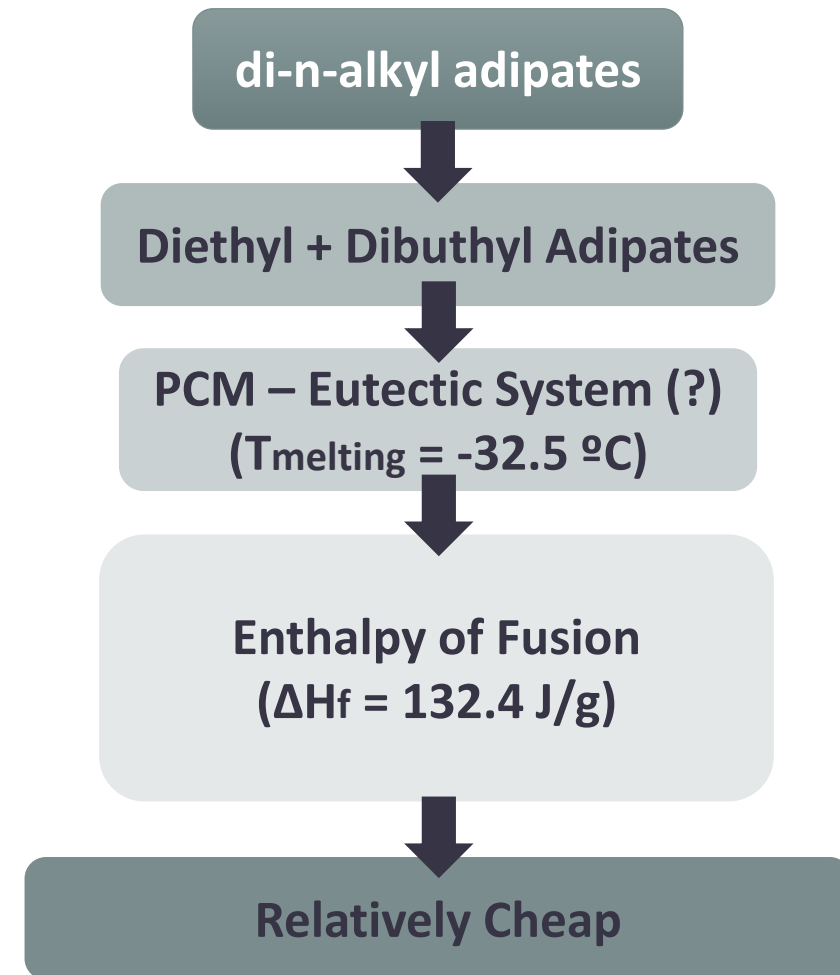 di-n-alkyl adipates
Diethyl + Dibuthyl Adipates
PCM – Eutectic System (?)
(Tmelting = -32.5 ºC)
Enthalpy of Fusion
(ΔHf = 132.4 J/g)
Relatively Cheap